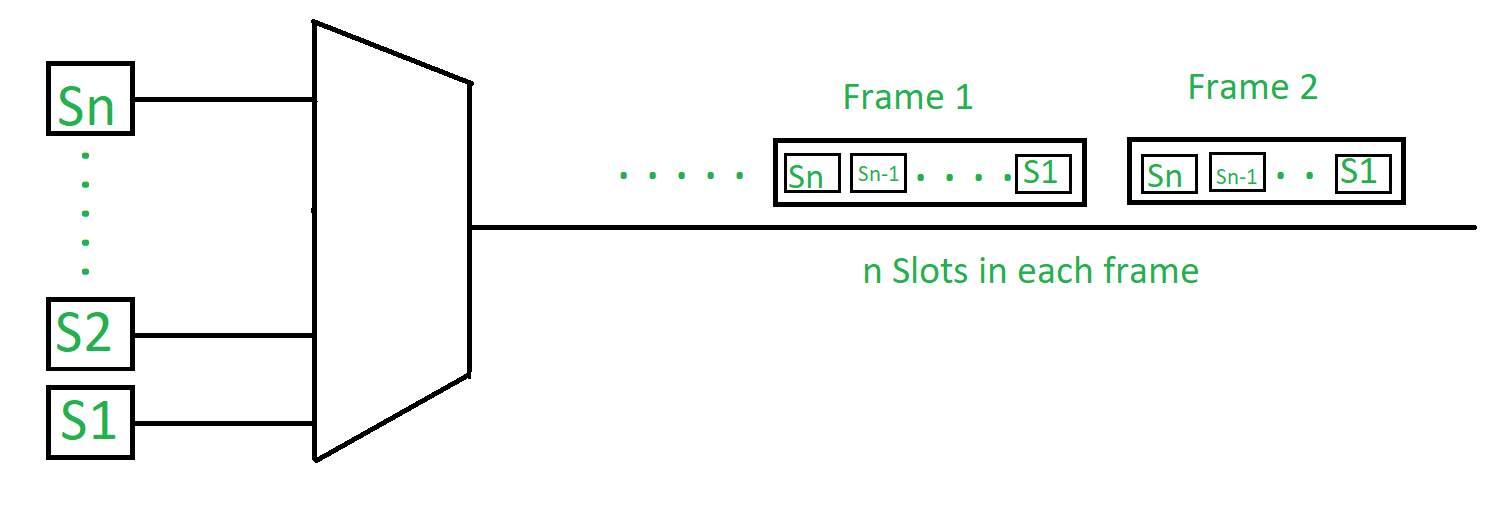 Sn
S2
S1
Frame 1
Sn Sn-1 S1
Frame 2
Sn Sn-1 S1
n Slots in each frame